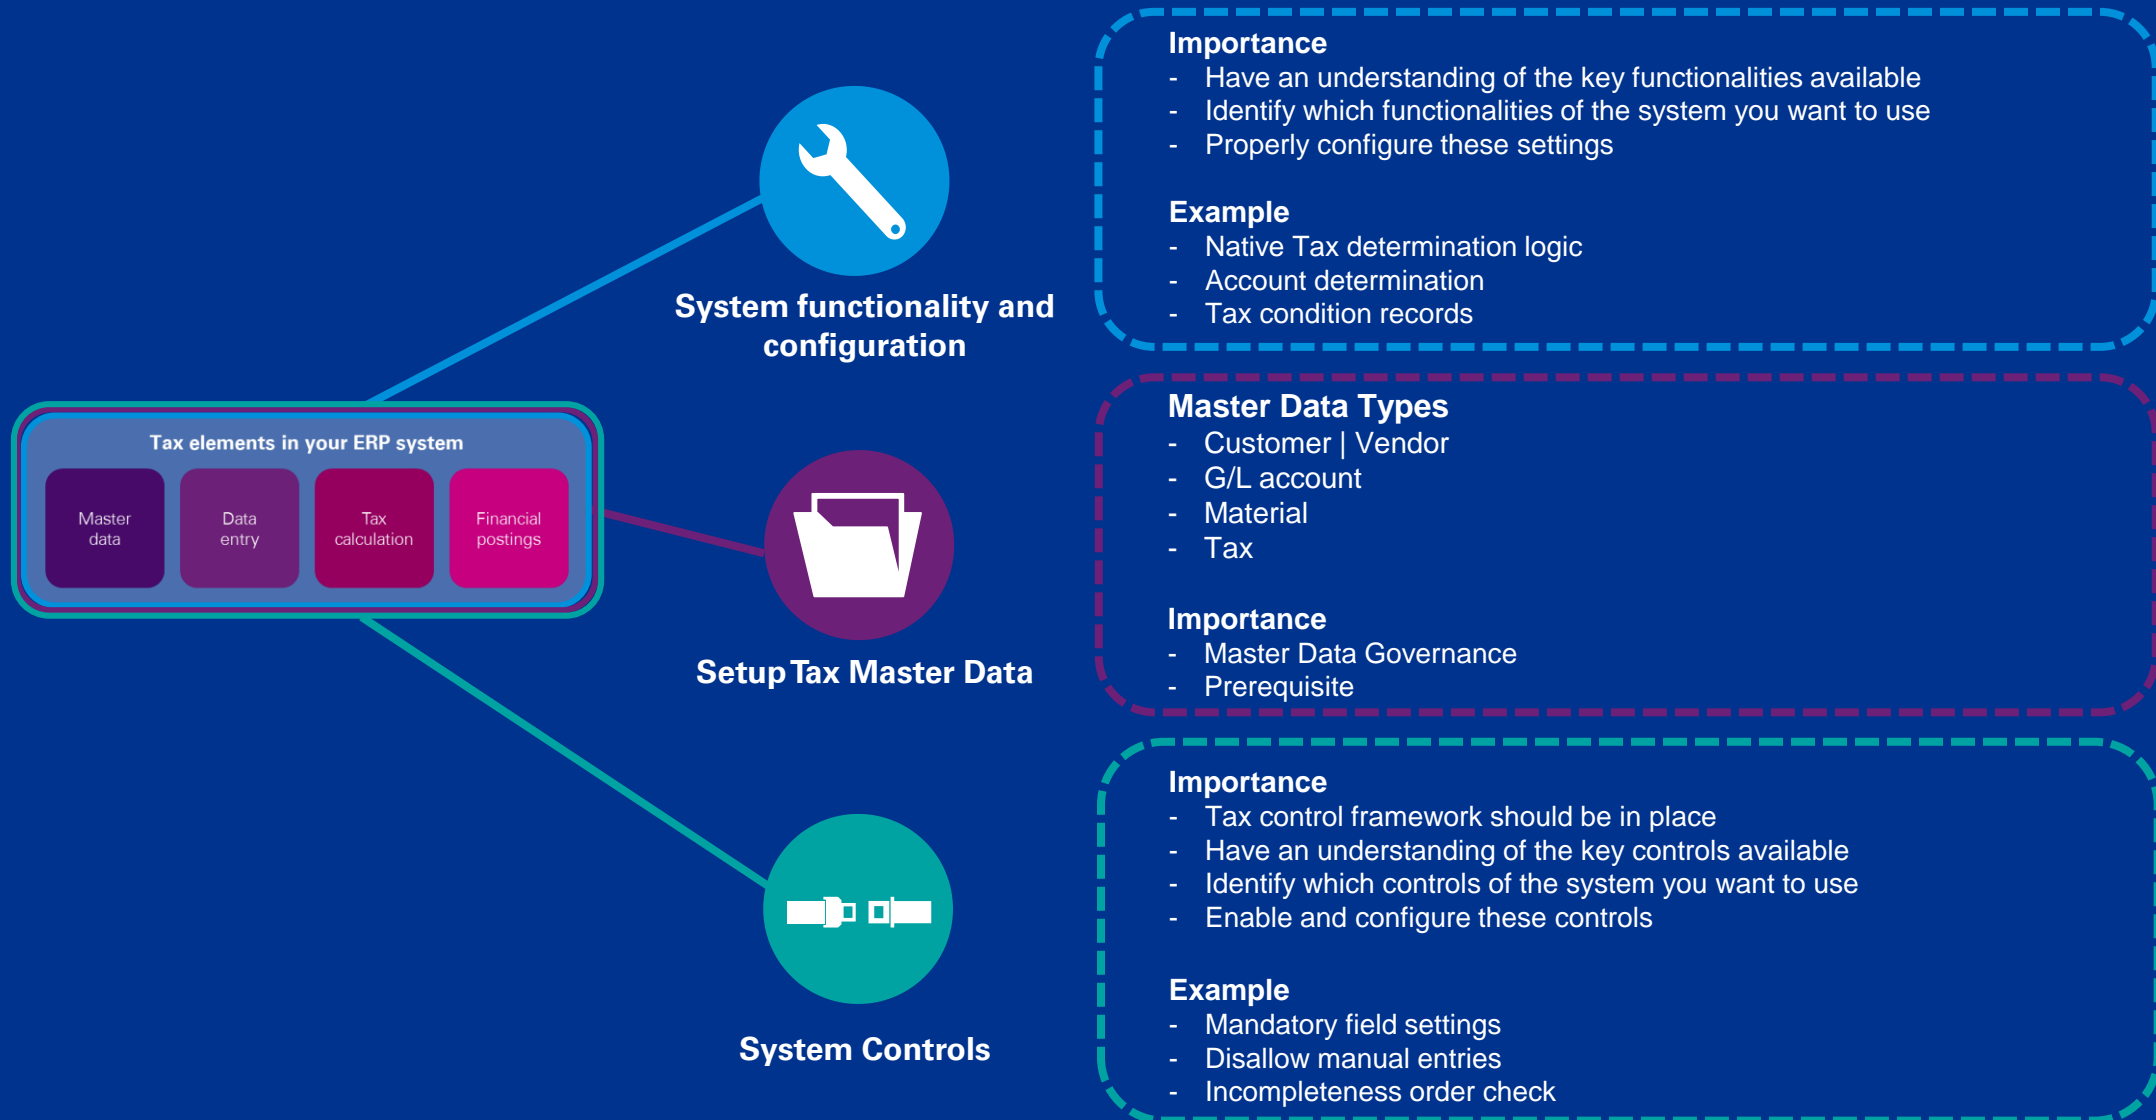 Tax elements in your ERP system
Master
data
Data
entry
Tax
calculation
Financial
postings
System functionality and
configuration
Importance
- Have an understanding of the key functionalities available
- Identify which functionalities of the system you want to use
- Properly configure these settings
Example
- Native Tax determination logic
- Account determination
- Tax condition records
Setup Tax Master Data
Master Data Types
- Customer | Vendor
- G/L account
- Material
- Tax
Importance
- Master Data Governance
- Prerequisite
System Controls
Importance
- Tax control framework should be in place
- Have an understanding of the key controls available
- Identify which controls of the system you want to use
- Enable and configure these controls
Example
- Mandatory field settings
- Disallow manual entries
- Incompleteness order check